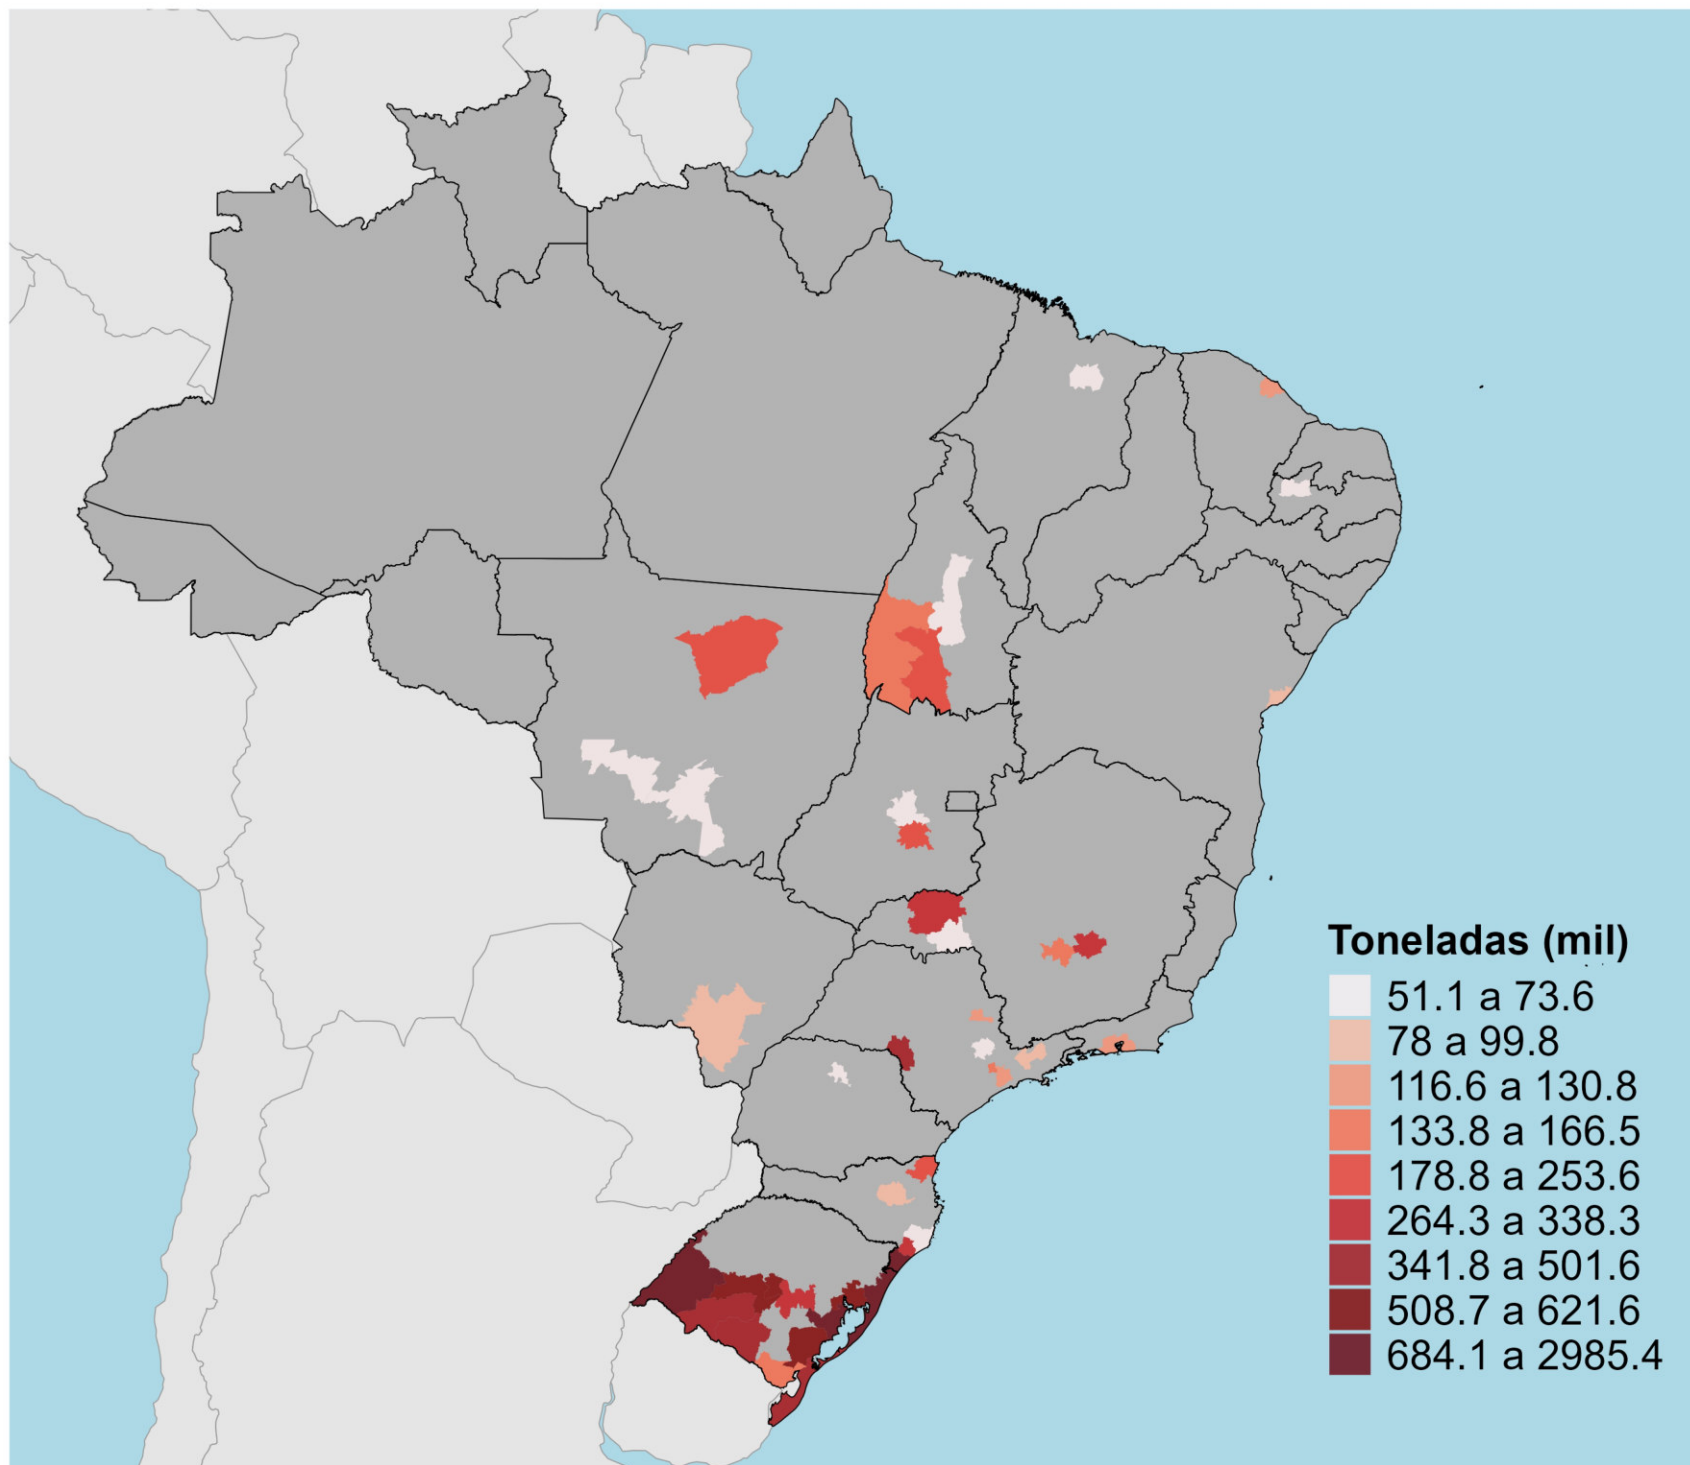 Toneladas (mil)
51.1 a 73.6
78 a 99.8
116.6 a 130.8
133.8 a 166.5
178.8 a 253.6
264.3 a 338.3
341.8 a 501.6
508.7 a 621.6
684.1 a 2985.4